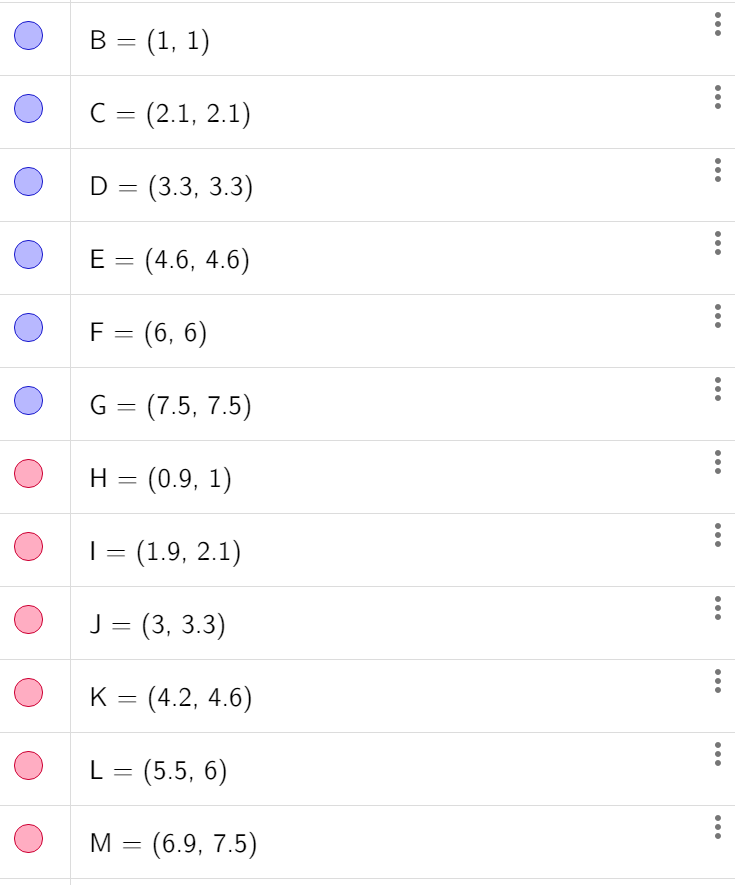 B = (1, 1)
C = (2.1, 2.1)
D = (3.3, 3.3)
E = (4.6, 4.6)
F = (6, 6)
G = (7.5, 7.5)
H = (0.9, 1)
I = (1.9, 2.1)
J = (3, 3.3)
K = (4.2, 4.6)
L = (5.5, 6)
M = (6.9, 7.5)